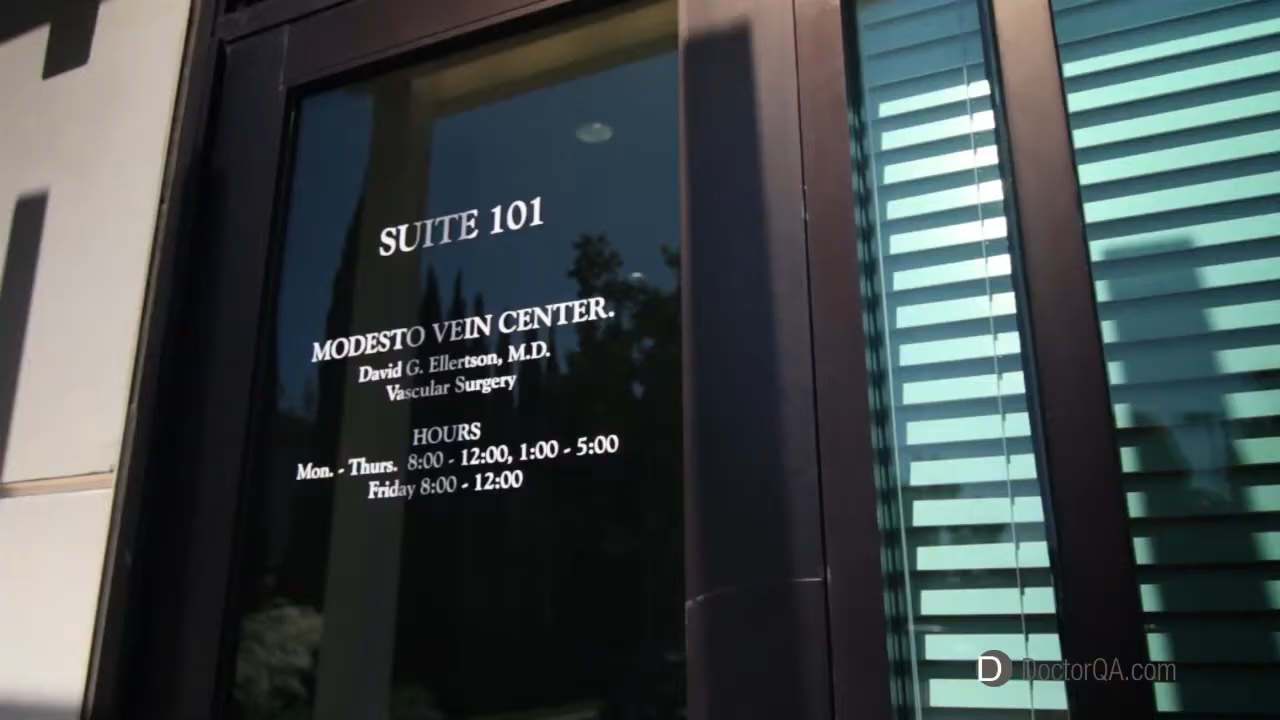 SUITE 101
MODESTO VEIN CENTER.
David G. Ellertson, M.D.
Vascular Surgery
HOURS
Mon. - Thurs. 8:00 - 12:00, 1:00 - 5:00
Friday 8:00 - 12:00
D DoctorQA.com